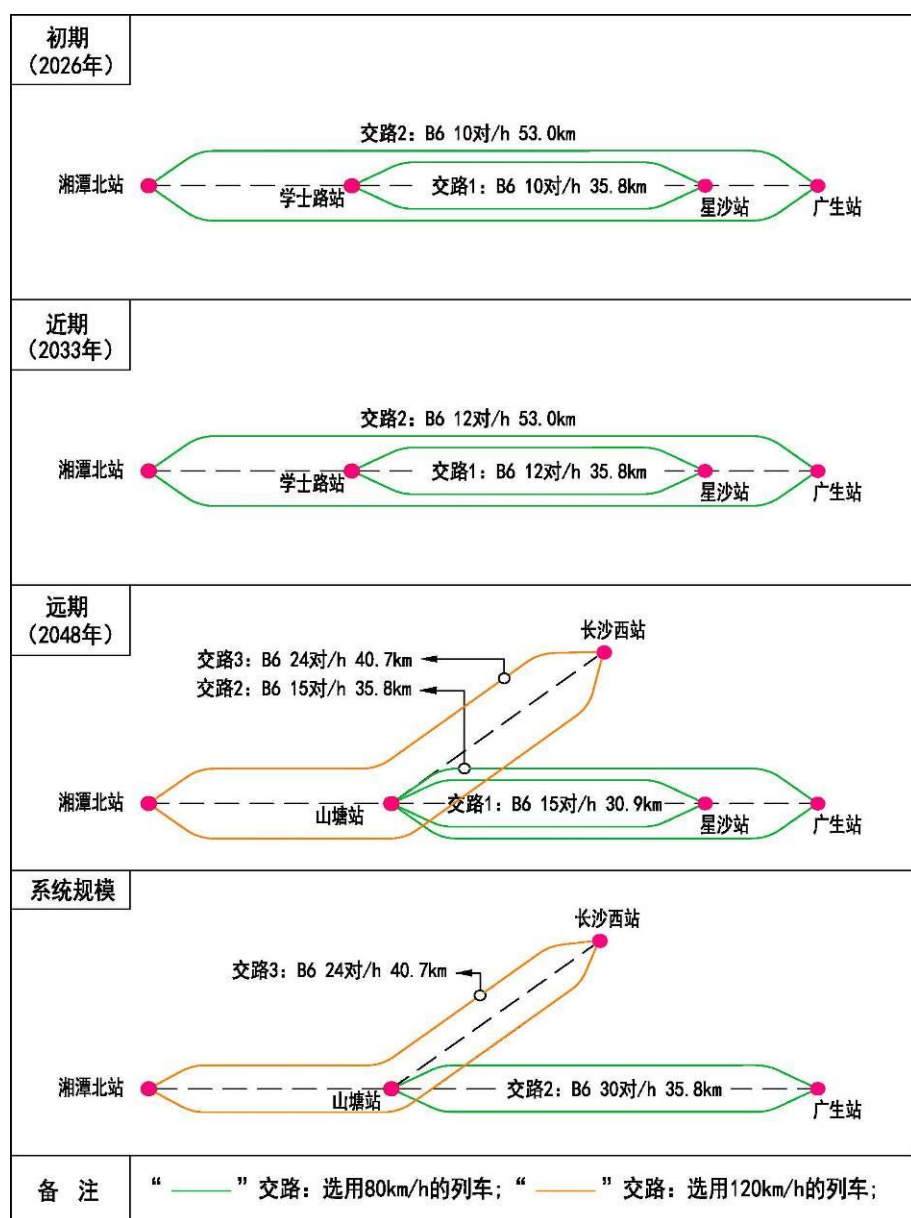 初期
（2026年）
交路2：B6 10对/h 53.0km
湘潭北站
学士路站
交路1：B6 10对/h 35.8km
星沙站
广生站
近期
（2033年）
交路2：B6 12对/h 53.0km
湘潭北站
学士路站
交路1：B6 12对/h 35.8km
星沙站
广生站
远期
（2048年）
长沙西站
交路3：B6 24对/h 40.7km
交路2：B6 15对/h 35.8km
湘潭北站
山塘站
交路1：B6 15对/h 30.9km
星沙站
广生站
系统规模
长沙西站
交路3：B6 24对/h 40.7km
湘潭北站
山塘站
交路2：B6 30对/h 35.8km
广生站
备 注
“ —— ”交路：选用80km/h的列车；“ —— ”交路：选用120km/h的列车；